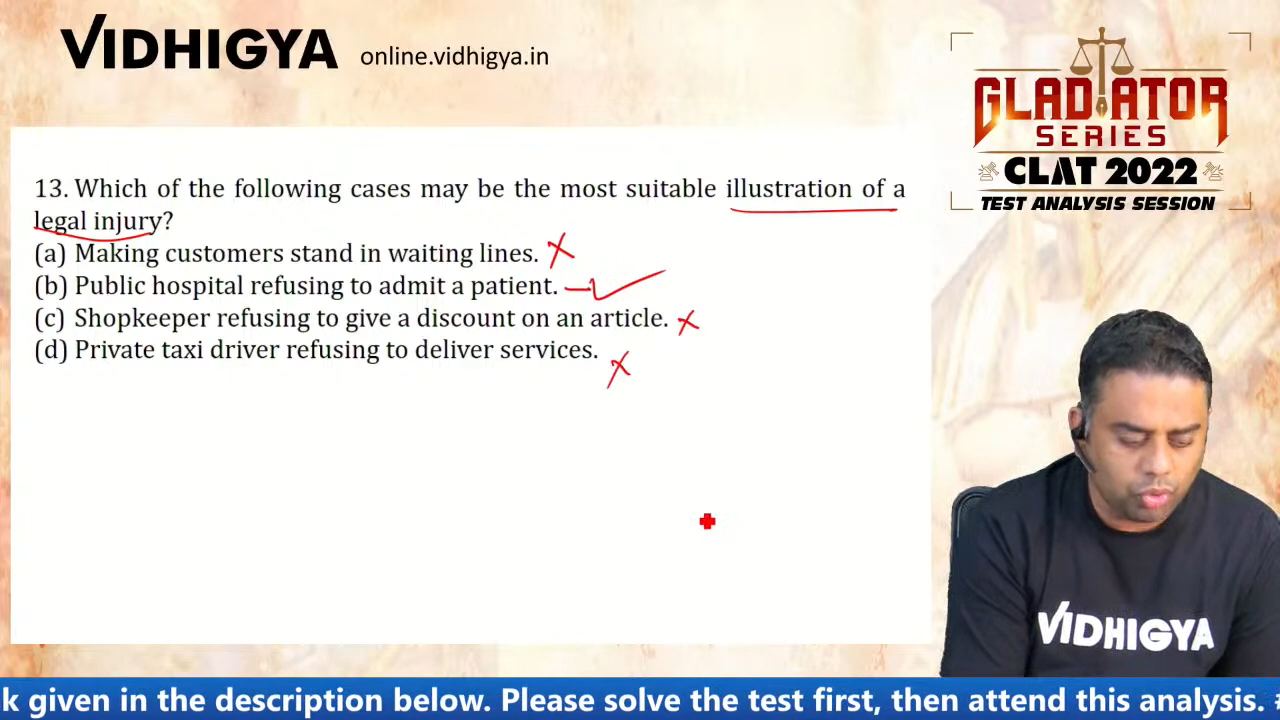 VIDHIGYA online.vidhigya.in
GLADIATOR
SERIES
CLAT 2022
TEST ANALYSIS SESSION
13. Which of the following cases may be the most suitable illustration of a
legal injury?
(a) Making customers stand in waiting lines.
(b) Public hospital refusing to admit a patient.
(c) Shopkeeper refusing to give a discount on an article.
(d) Private taxi driver refusing to deliver services.
VIDHIGYA
k given in the description below. Please solve the test first, then attend this analysis.